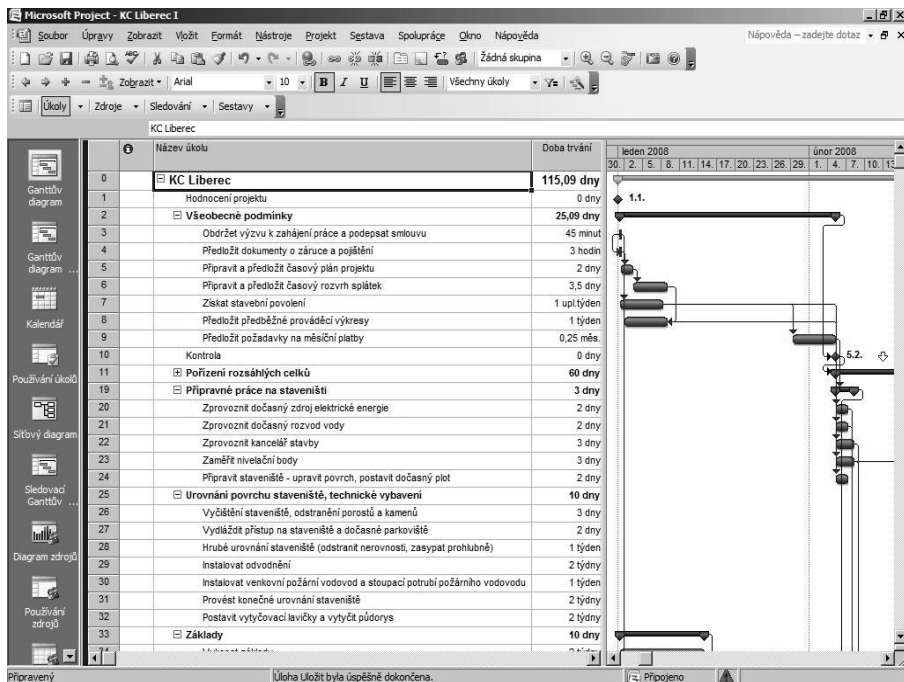 Microsoft Project - KC Liberec I
Soubor Úpravy Zobrazit Vložit Formát Nástroje Projekt Sestava Spolupráce Okno Nápověda Nápověda – zadejte dotaz
Žádná skupina
Zobrazit Arial 10 B I U Všechny úkoly
Úkoly Zdroje Sledování Sestavy
KC Liberec
Název úkolu Doba trvání leden 2008 únor 2008
30. 2. 5. 8. 11. 14. 17. 20. 23. 26. 29. 1. 4. 7. 10. 13
0 KC Liberec 115,09 dny
1 Hodnocení projektu 0 dny 1.1.
2 Všeobecné podmínky 25,09 dny
3 Obdržet výzvu k zahájení práce a podepsat smlouvu 45 minut
4 Předložit dokumenty o záruce a pojištění 3 hodin
5 Připravit a předložit časový plán projektu 2 dny
6 Připravit a předložit časový rozvrh splátek 3,5 dny
7 Získat stavební povolení 1 upl.týden
8 Předložit předběžné prováděcí výkresy 1 týden
9 Předložit požadavky na měsíční platby 0,25 měs.
10 Kontrola 0 dny 5.2.
11 Pořízení rozsáhlých celků 60 dny
19 Přípravné práce na staveništi 3 dny
20 Zprovoznit dočasný zdroj elektrické energie 2 dny
21 Zprovoznit dočasný rozvod vody 2 dny
22 Zprovoznit kancelář stavby 3 dny
23 Zaměřit nivelační body 3 dny
24 Připravit staveniště - upravit povrch, postavit dočasný plot 2 dny
25 Urovnání povrchu staveniště, technické vybavení 10 dny
26 Vyčištění staveniště, odstranění porostů a kamenů 3 dny
27 Vydláždit přístup na staveniště a dočasné parkoviště 2 dny
28 Hrubé urovnání staveniště (odstranit nerovnosti, zasypat prohlubně) 1 týden
29 Instalovat odvodnění 2 týdny
30 Instalovat venkovní požární vodovod a stoupací potrubí požárního vodovodu 1 týden
31 Provést konečné urovnání staveniště 2 týdny
32 Postavit vytyčovací lavičky a vytyčit půdorys 2 týdny
33 Základy 10 dny
Ganttův
diagram
Ganttův
diagram ...
Kalendář
Používání úkolů
Síťový diagram
Sledovací
Ganttův ...
Diagram zdrojů
Používání
zdrojů
Připravený Úloha Uložit byla úspěšně dokončena. Připojeno